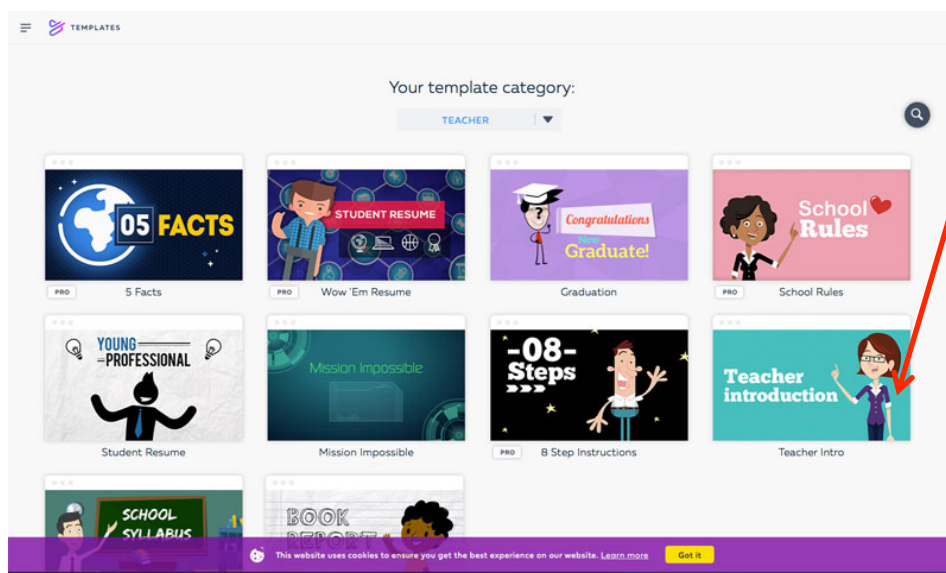 TEMPLATES
Your template category:
TEACHER
05 FACTS
STUDENT RESUME
Congratulations
New
Graduate!
School
Rules
PRO 5 Facts
PRO Wow 'Em Resume
Graduation
PRO School Rules
YOUNG
-PROFESSIONAL
Mission Impossible
-08-
Steps
>>>
Teacher
introduction
Student Resume
Mission Impossible
PRO 8 Step Instructions
Teacher Intro
SCHOOL
SYLLABUS
BOOK
REPORT
This website uses cookies to ensure you get the best experience on our website. Learn more Got it